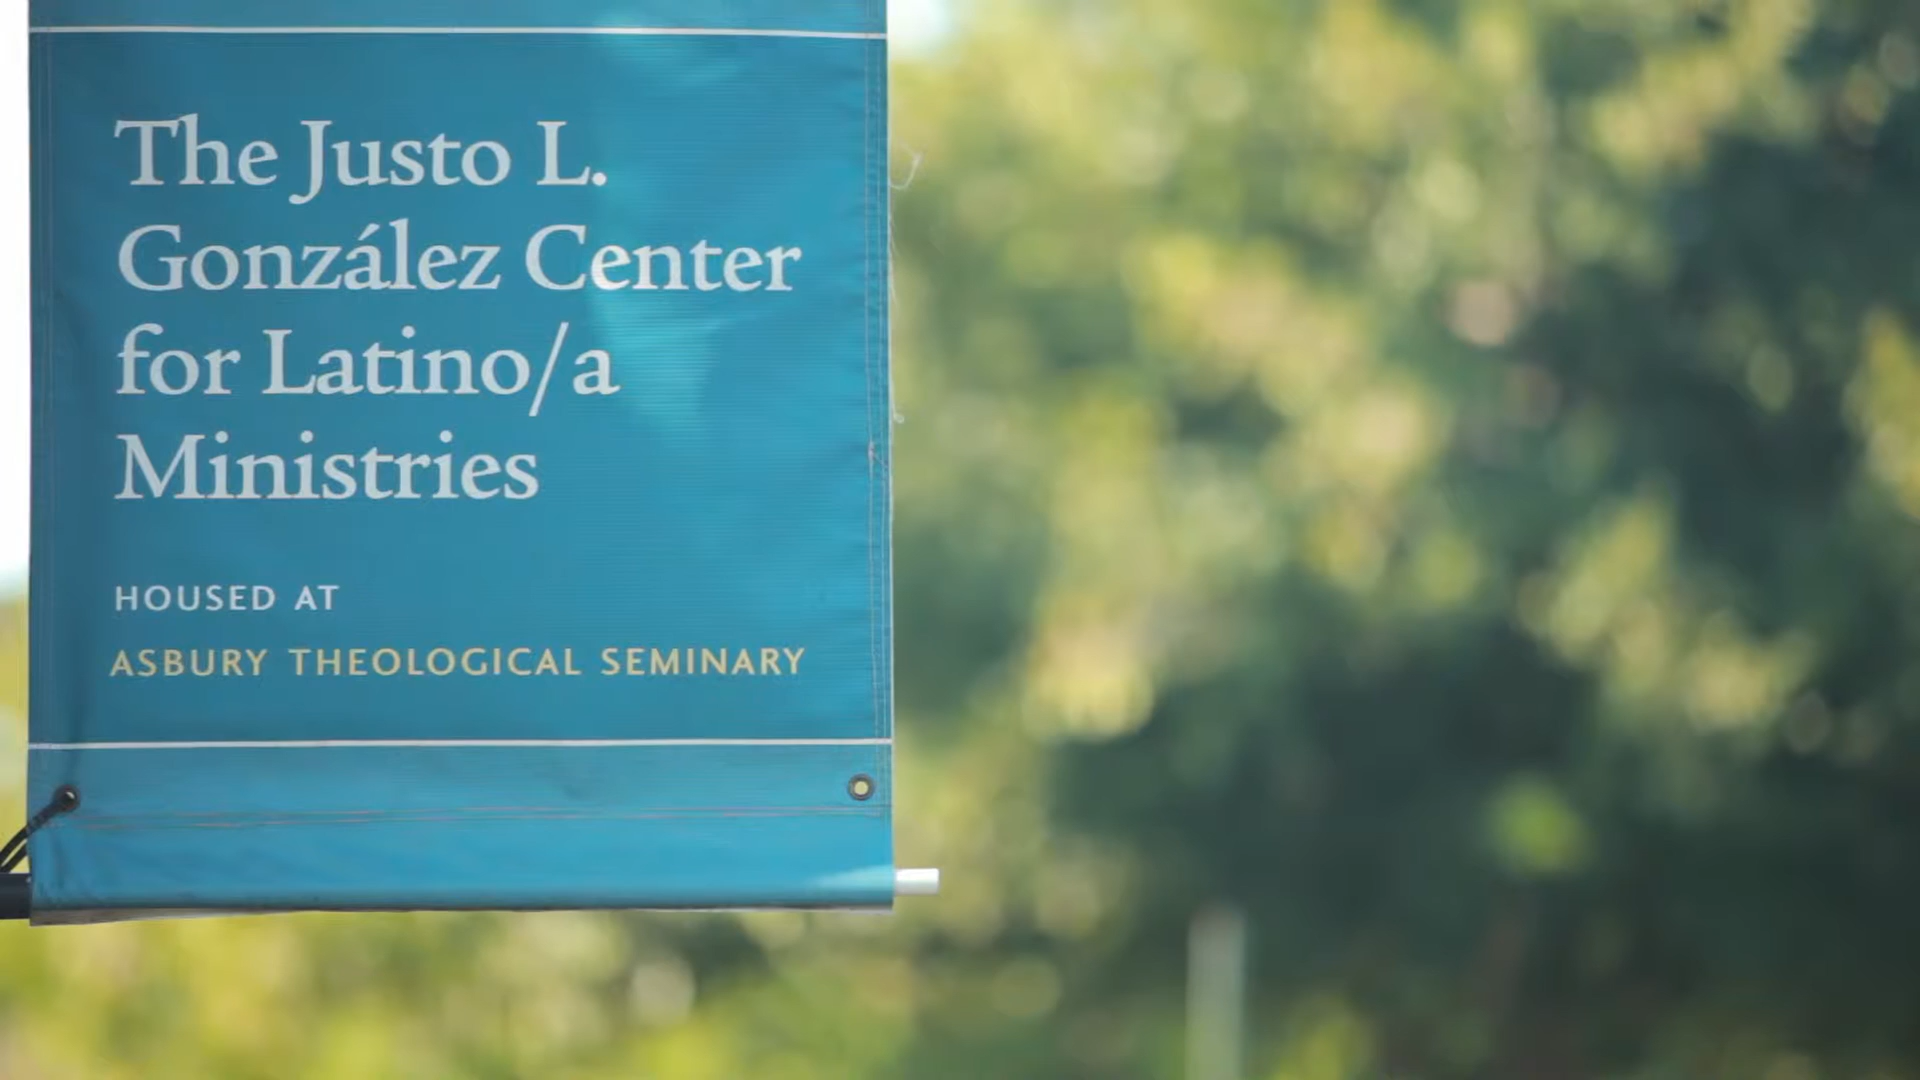 The Justo L.
González Center
for Latino/a
Ministries
HOUSED AT
ASBURY THEOLOGICAL SEMINARY